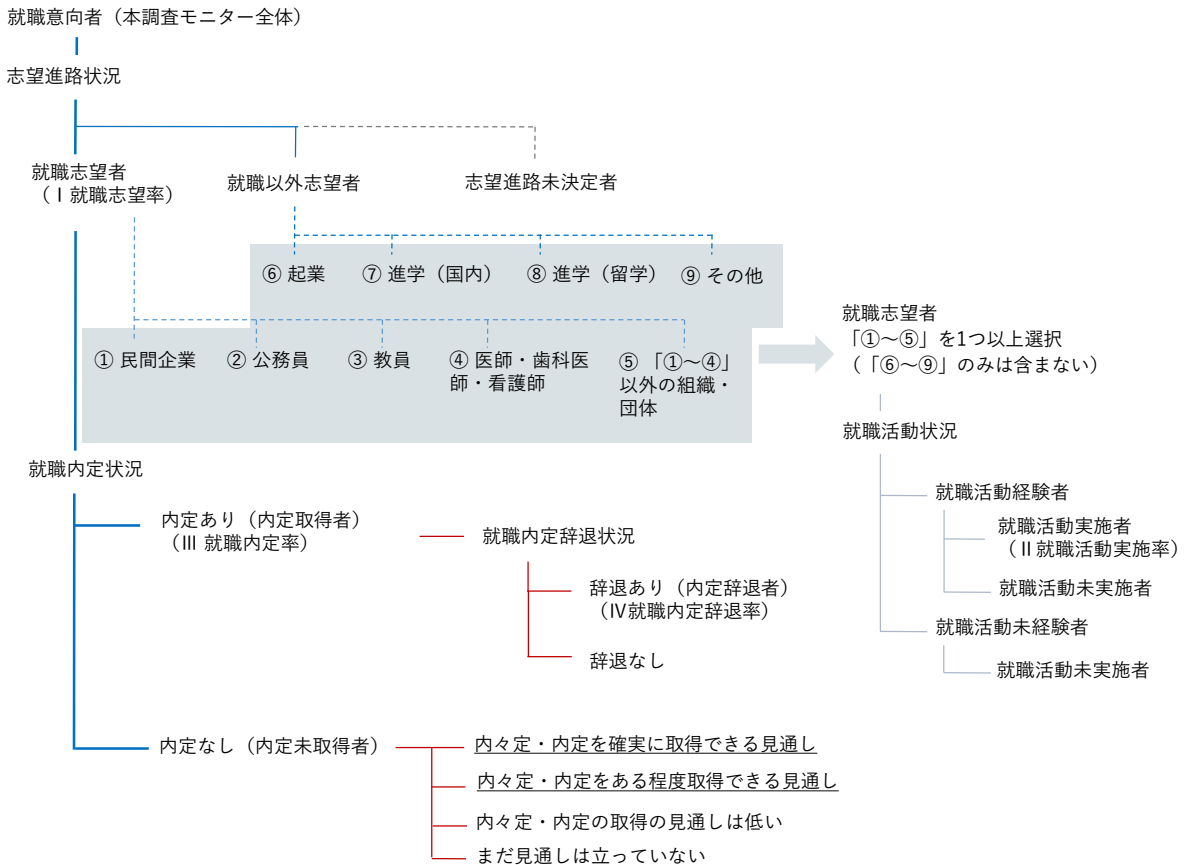 就職意向者（本調査モニター全体）
志望進路状況
就職志望者
（Ⅰ就職志望率）
就職以外志望者
志望進路未決定者
⑥ 起業
⑦ 進学（国内）
⑧ 進学（留学）
⑨ その他
① 民間企業
② 公務員
③ 教員
④ 医師・歯科医
師・看護師
⑤ 「①～④」
以外の組織・
団体
就職志望者
「①～⑤」を1つ以上選択
（「⑥～⑨」のみは含まない）
就職活動状況
就職活動経験者
就職活動実施者
（Ⅱ就職活動実施率）
就職活動未実施者
就職活動未経験者
就職活動未実施者
就職内定状況
内定あり（内定取得者）
（Ⅲ 就職内定率）
就職内定辞退状況
辞退あり（内定辞退者）
（Ⅳ就職内定辞退率）
辞退なし
内定なし（内定未取得者）
内々定・内定を確実に取得できる見通し
内々定・内定をある程度取得できる見通し
内々定・内定の取得の見通しは低い
まだ見通しは立っていない